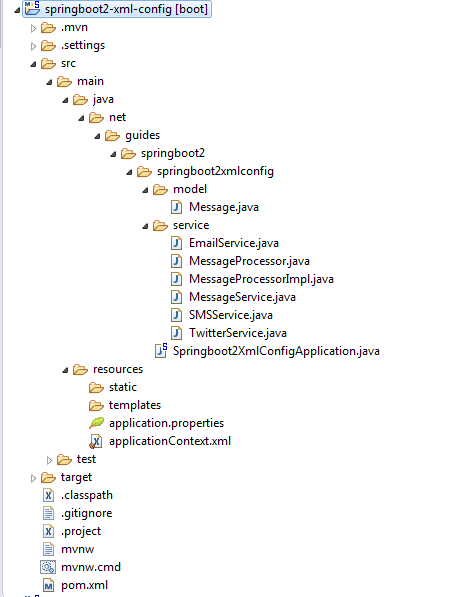 springboot2-xml-config [boot]
.mvn
.settings
src
main
java
net
guides
springboot2
springboot2xmlconfig
model
Message.java
service
EmailService.java
MessageProcessor.java
MessageProcessorImpl.java
MessageService.java
SMSService.java
TwitterService.java
Springboot2XmlConfigApplication.java
resources
static
templates
application.properties
applicationContext.xml
test
target
.classpath
.gitignore
.project
mvnw
mvnw.cmd
pom.xml